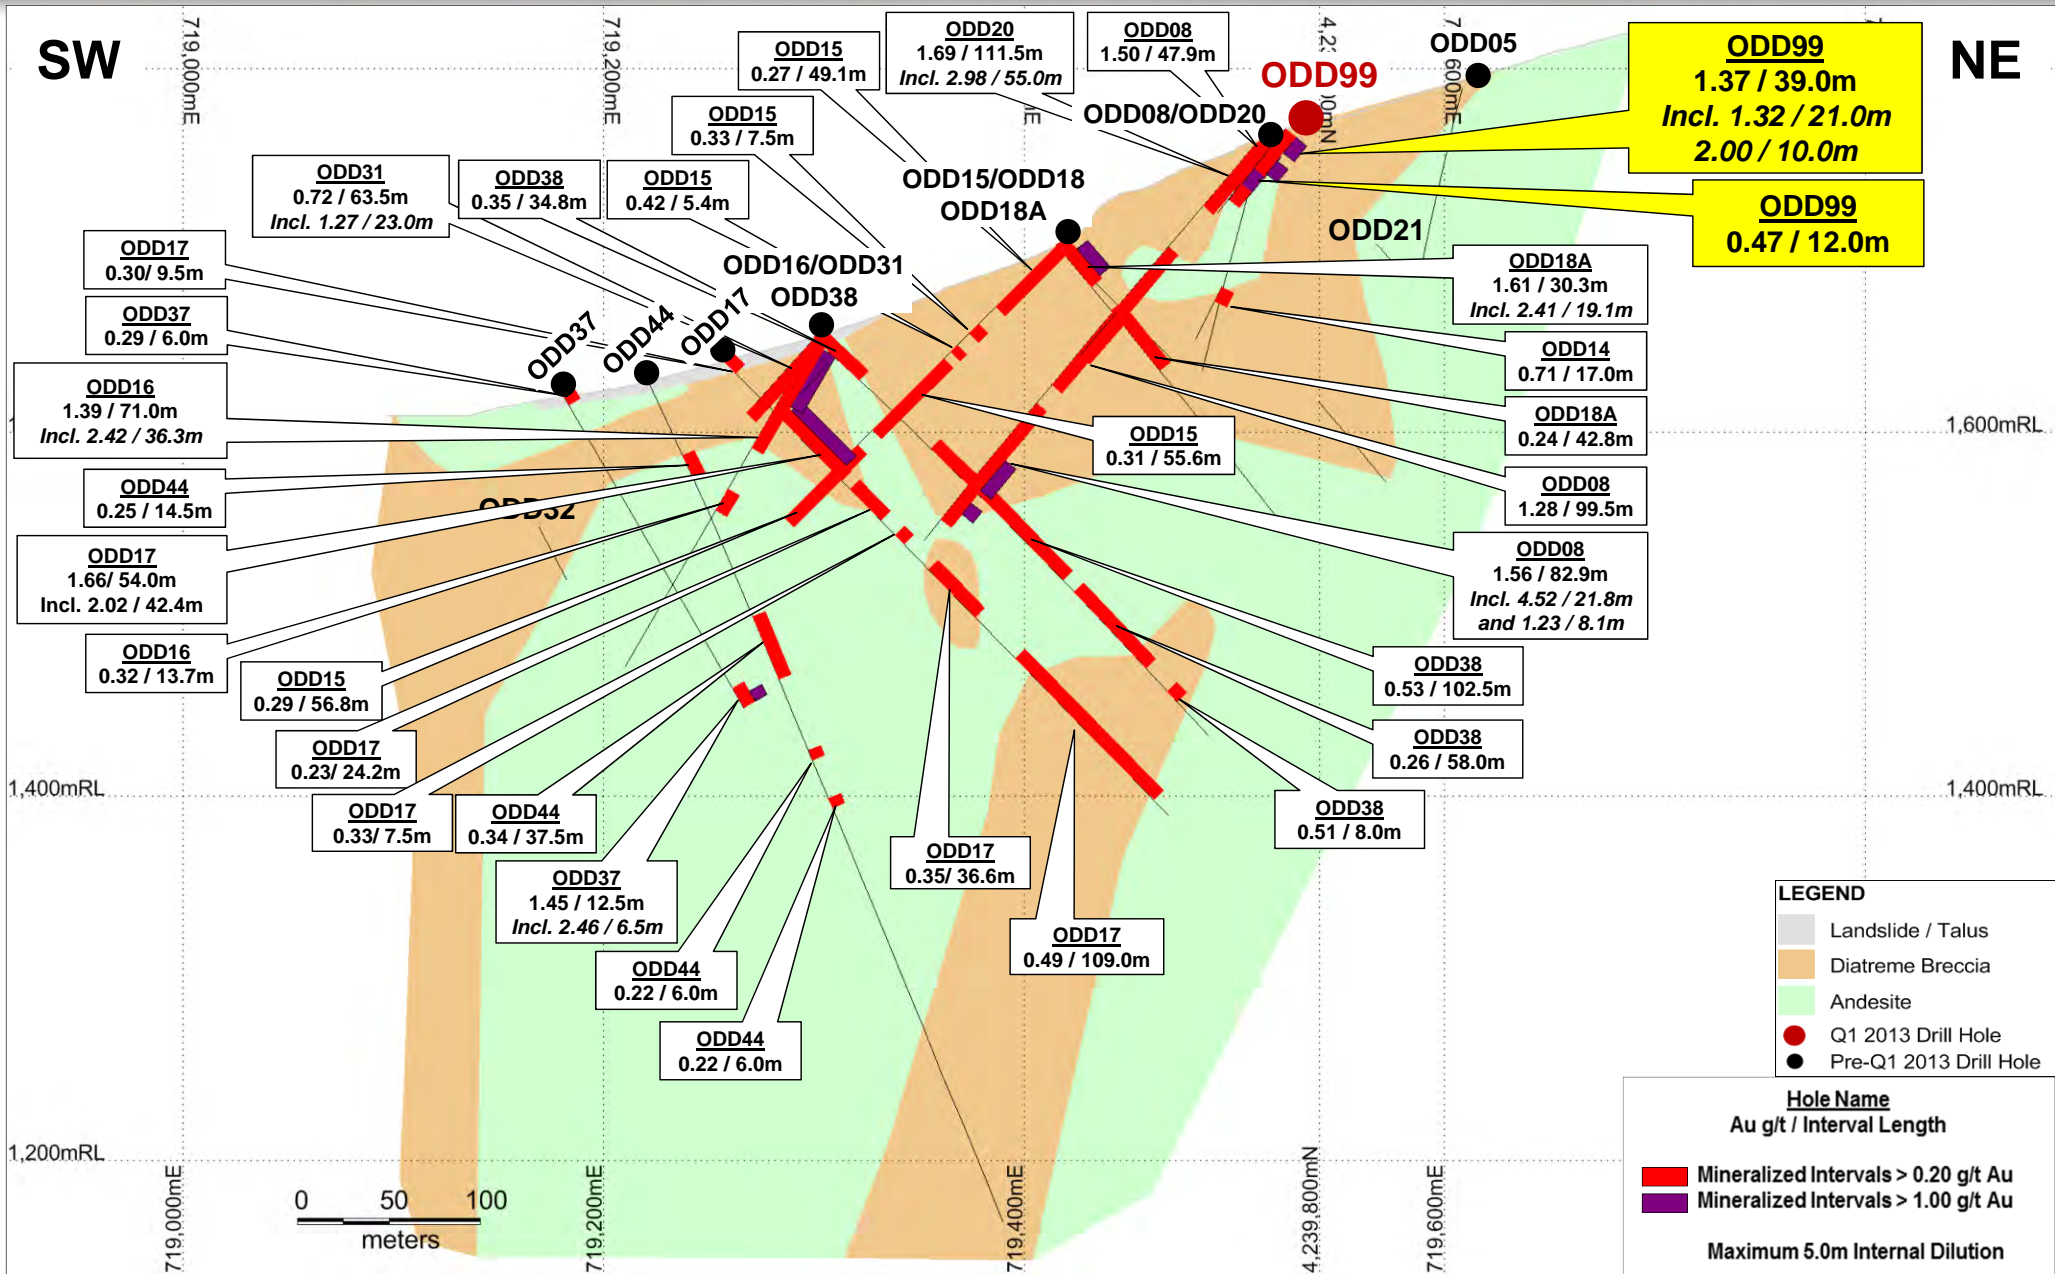 SW
NE
719,000mE
719,200mE
7,600mE
ODD15
0.27 / 49.1m
ODD20
1.69 / 111.5m
Incl. 2.98 / 55.0m
ODD08
1.50 / 47.9m
ODD99
ODD05
ODD99
1.37 / 39.0m
Incl. 1.32 / 21.0m
2.00 / 10.0m
ODD99
0.47 / 12.0m
ODD08/ODD20
ODD15
0.33 / 7.5m
ODD31
0.72 / 63.5m
Incl. 1.27 / 23.0m
ODD38
0.35 / 34.8m
ODD15
0.42 / 5.4m
ODD15/ODD18
ODD18A
ODD21
ODD17
0.30/ 9.5m
ODD16/ODD31
ODD38
ODD18A
1.61 / 30.3m
Incl. 2.41 / 19.1m
ODD37
0.29 / 6.0m
ODD37
ODD44
ODD17
ODD14
0.71 / 17.0m
ODD16
1.39 / 71.0m
Incl. 2.42 / 36.3m
ODD18A
0.24 / 42.8m
1,600mRL
ODD15
0.31 / 55.6m
ODD44
0.25 / 14.5m
ODD32
ODD08
1.28 / 99.5m
ODD17
1.66/ 54.0m
Incl. 2.02 / 42.4m
ODD08
1.56 / 82.9m
Incl. 4.52 / 21.8m
and 1.23 / 8.1m
ODD16
0.32 / 13.7m
ODD15
0.29 / 56.8m
ODD38
0.53 / 102.5m
ODD17
0.23/ 24.2m
ODD38
0.26 / 58.0m
1,400mRL
1,400mRL
ODD17
0.33/ 7.5m
ODD44
0.34 / 37.5m
ODD38
0.51 / 8.0m
ODD17
0.35/ 36.6m
ODD37
1.45 / 12.5m
Incl. 2.46 / 6.5m
ODD17
0.49 / 109.0m
ODD44
0.22 / 6.0m
ODD44
0.22 / 6.0m
1,200mRL
719,000mE
719,200mE
719,400mE
4,239,800mN
719,600mE
0 50 100
meters
LEGEND
Landslide / Talus
Diatreme Breccia
Andesite
Q1 2013 Drill Hole
Pre-Q1 2013 Drill Hole
Hole Name
Au g/t / Interval Length
Mineralized Intervals > 0.20 g/t Au
Mineralized Intervals > 1.00 g/t Au
Maximum 5.0m Internal Dilution